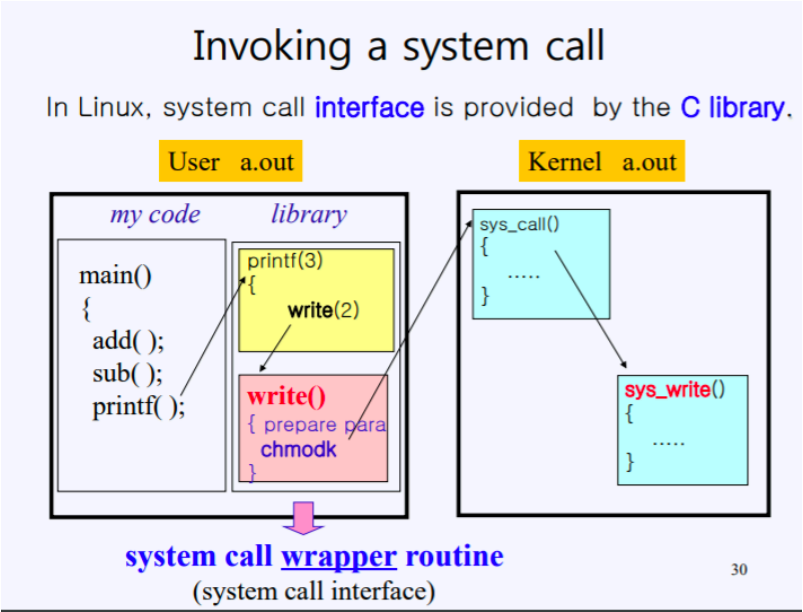 Invoking a system call
In Linux, system call interface is provided by the C library.
User a.out
Kernel a.out
my code
library
main()
{
add( );
sub( );
printf( );
printf(3)
{
write(2)
write()
{ prepare para
chmodk
}
sys_call()
{
.....
}
sys_write()
{
.....
}
system call wrapper routine
(system call interface)
30